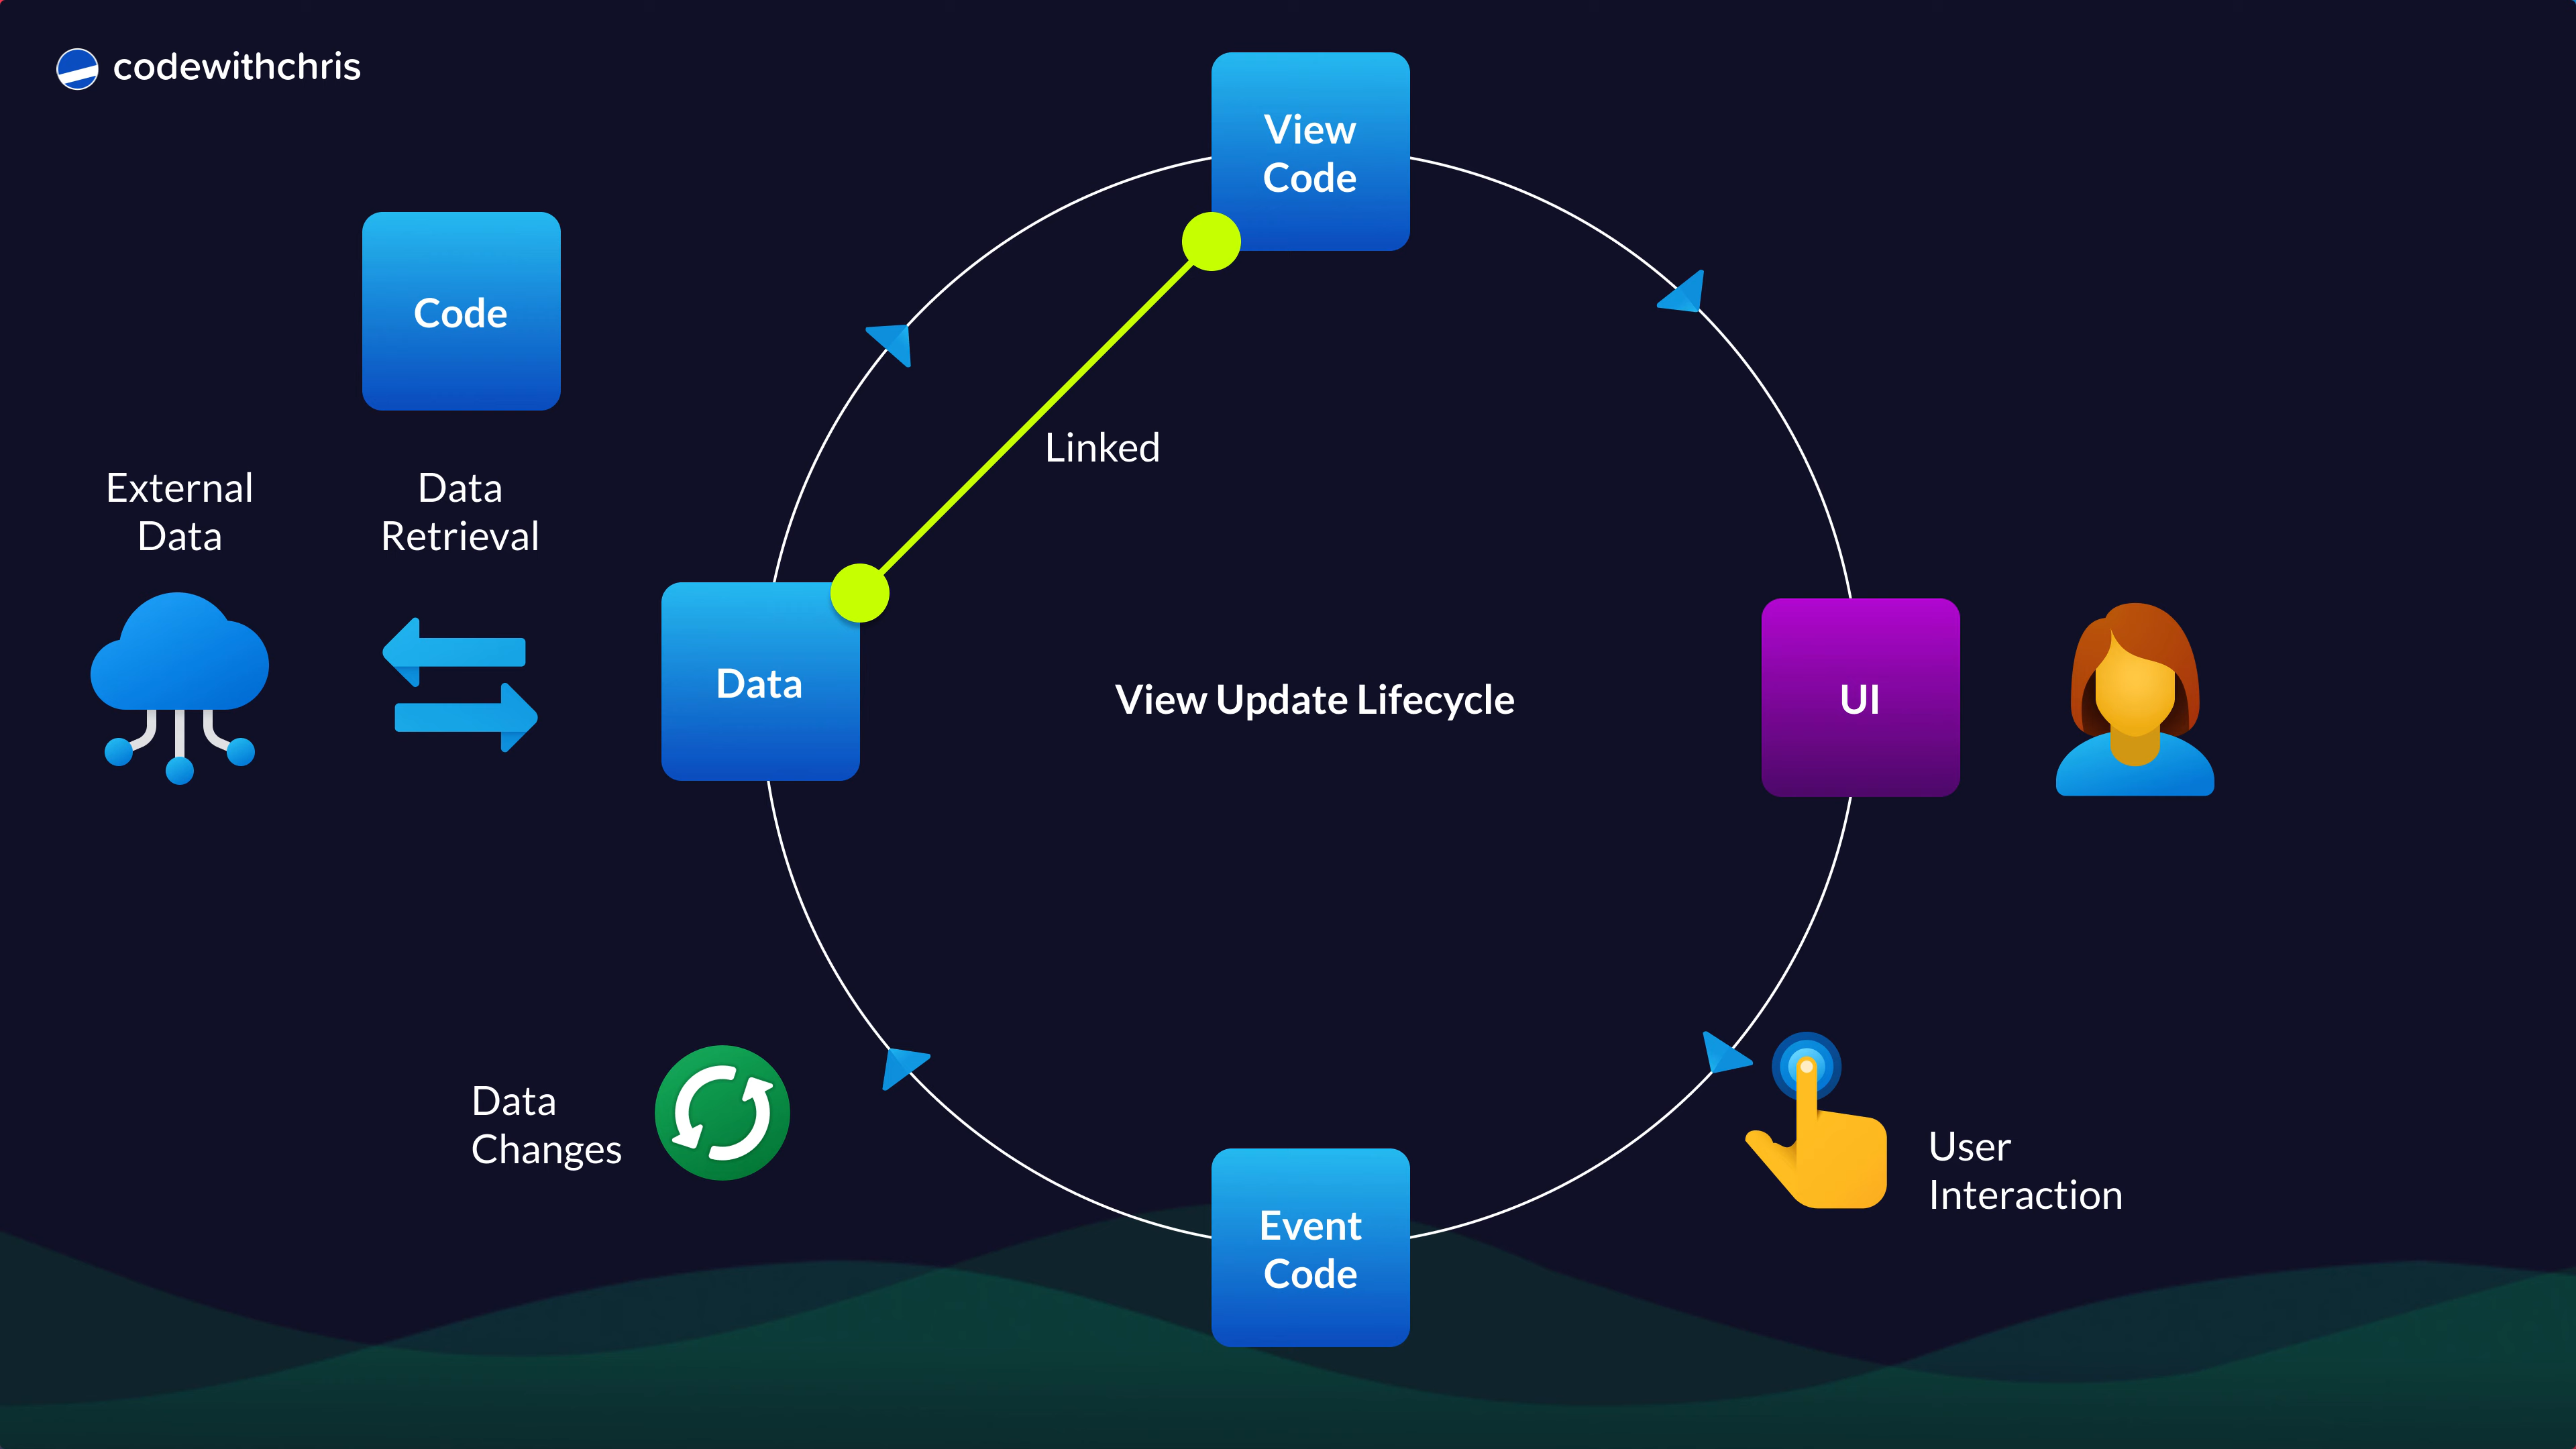 codewithchris
View
Code
Code
Linked
External
Data
Data
Retrieval
Data
View Update Lifecycle
UI
Data
Changes
User
Interaction
Event
Code